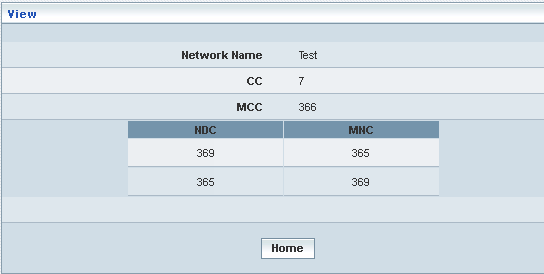 View
Network Name Test
CC 7
MCC 366
NDC MNC
369 365
365 369
Home